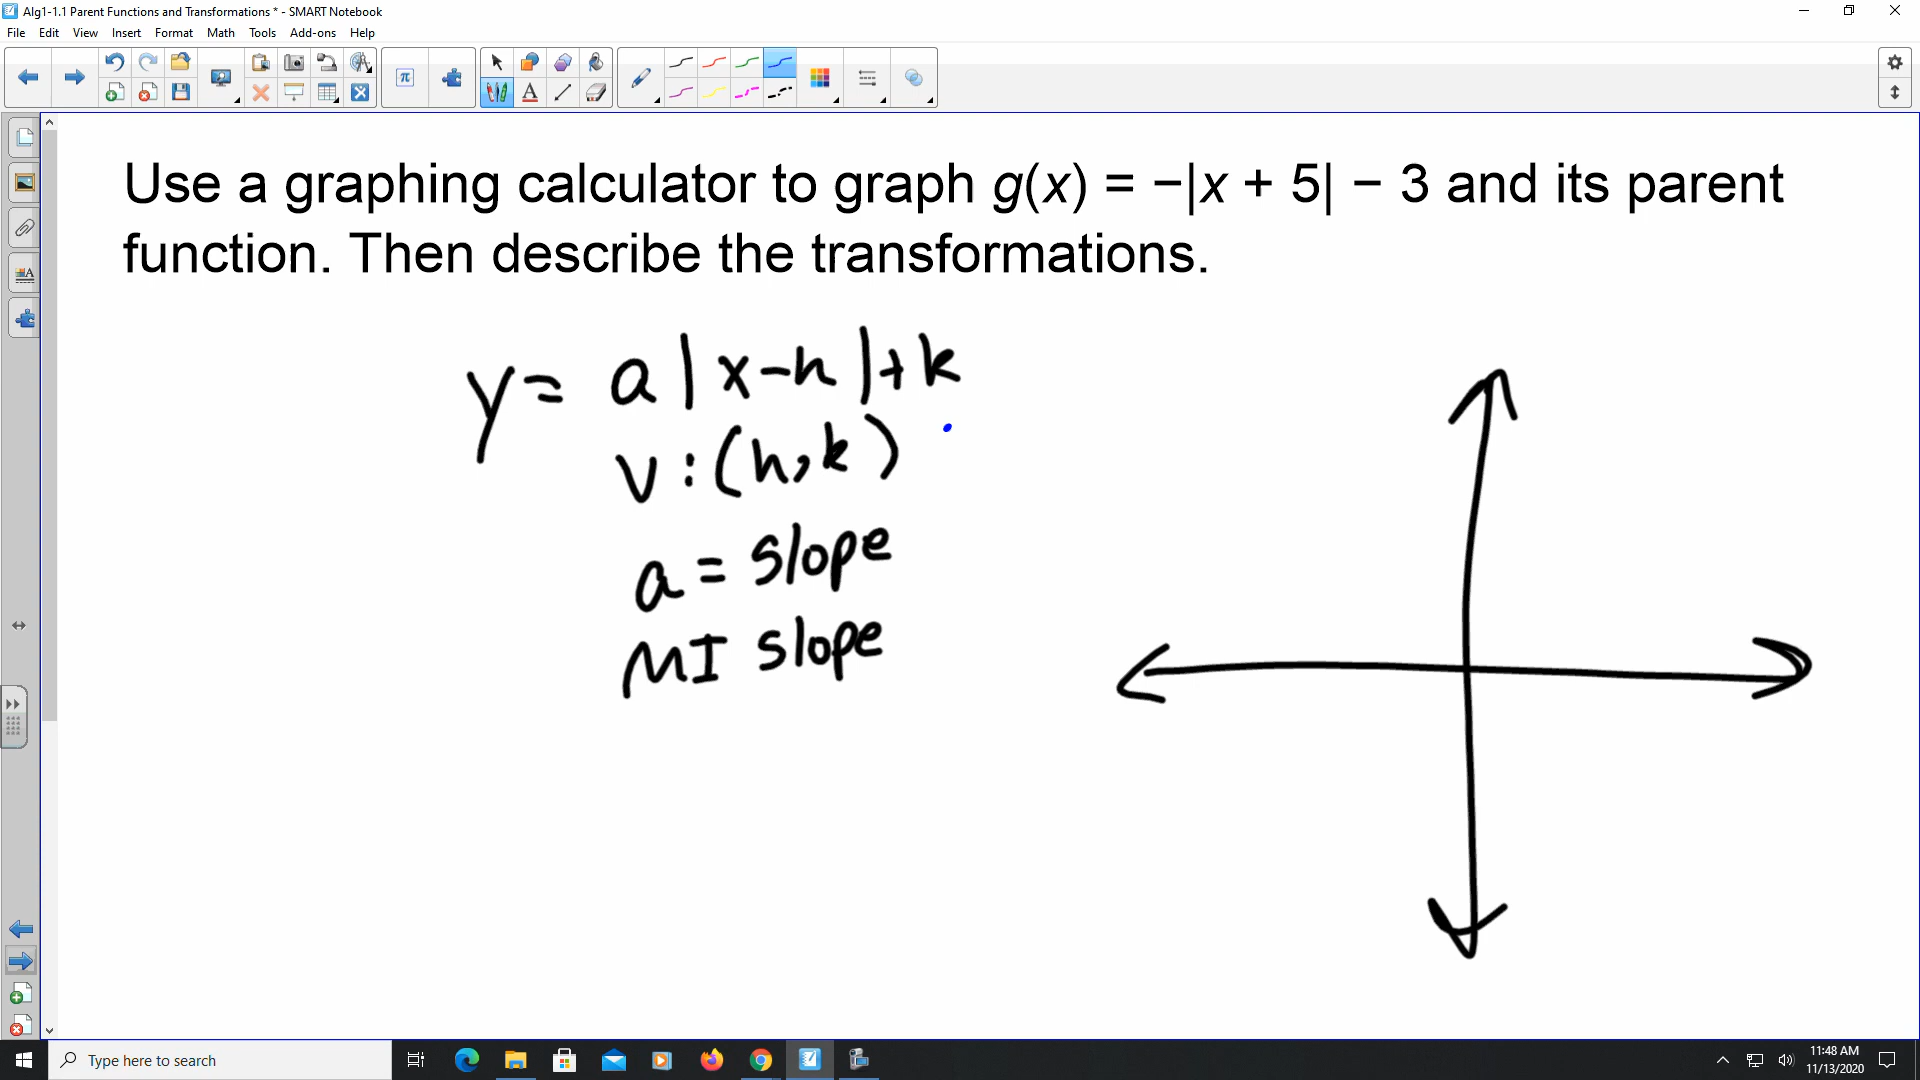 Alg1-1.1 Parent Functions and Transformations * - SMART Notebook
File Edit View Insert Format Math Tools Add-ons Help
Use a graphing calculator to graph g(x) = −|x + 5| − 3 and its parent
function. Then describe the transformations.
y = a|x-h|+k
v:(h,k)
a = slope
MI slope
Type here to search
11:48 AM
11/13/2020